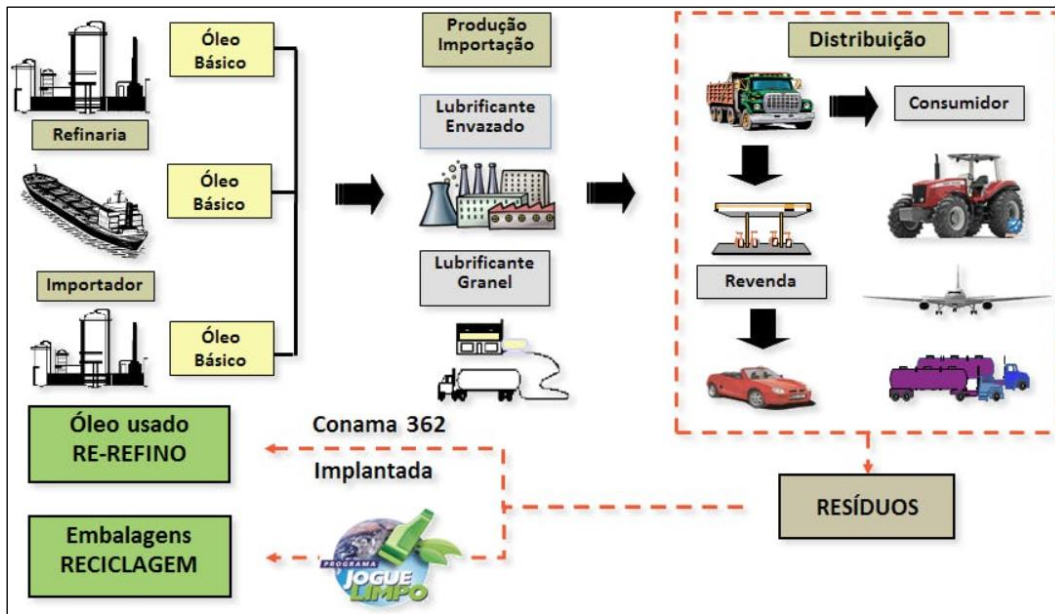 Óleo
Básico
Refinaria
Óleo
Básico
Importador
Óleo
Básico
Produção
Importação
Lubrificante
Envazado
Lubrificante
Granel
Distribuição
Consumidor
Revenda
Óleo usado
RE-REFINO
Conama 362
Implantada
RESÍDUOS
Embalagens
RECICLAGEM
PROGRAMA
JOGUE
LIMPO